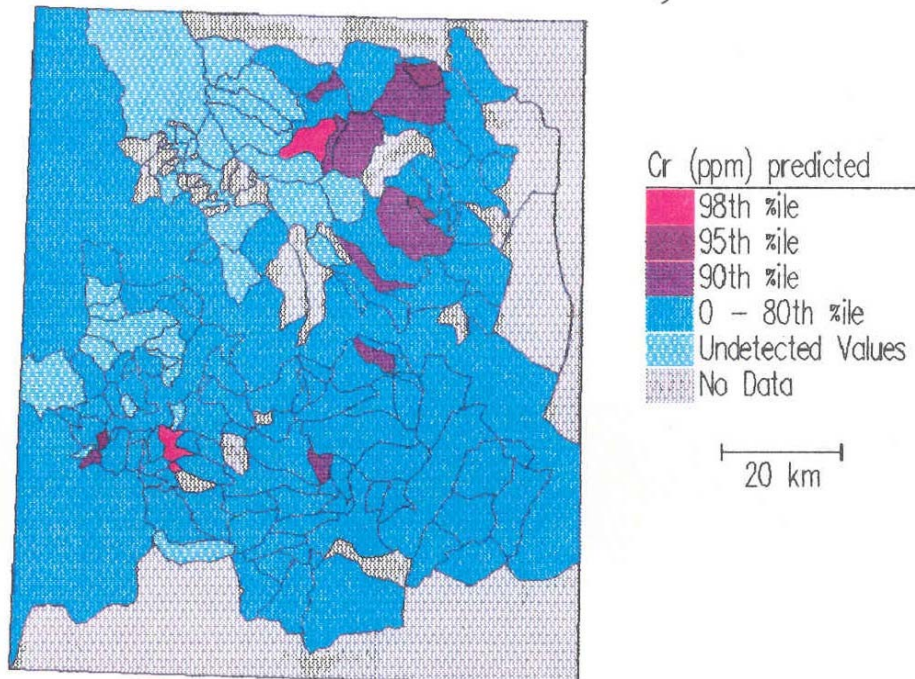 Cr (ppm) predicted
98th %ile
95th %ile
90th %ile
0 - 80th %ile
Undetected Values
No Data
20 km